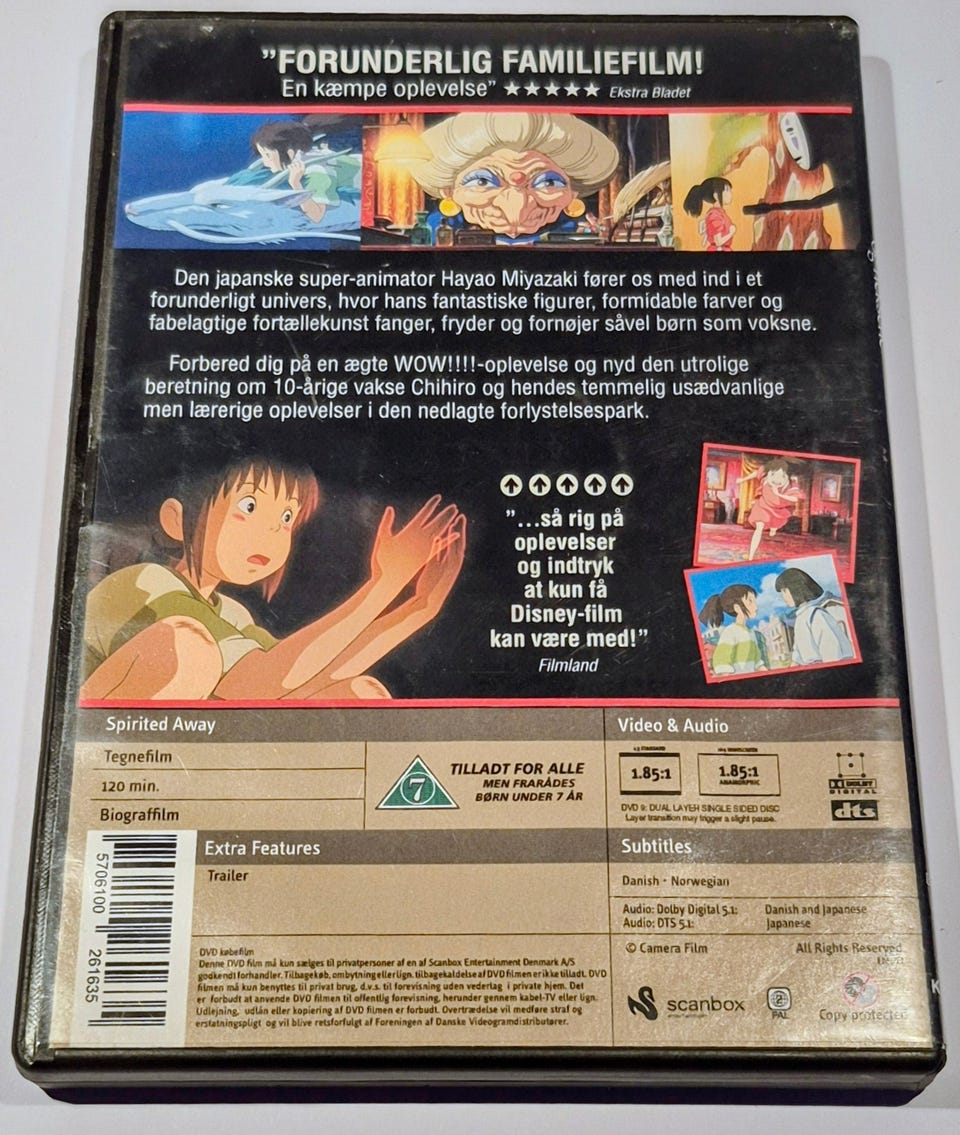 ”FORUNDERLIG FAMILIEFILM!
En kæmpe oplevelse” ★★★★★ Ekstra Bladet
Den japanske super-animator Hayao Miyazaki fører os med ind i et
forunderligt univers, hvor hans fantastiske figurer, formidable farver og
fabelagtige fortællekunst fanger, fryder og fornøjer såvel børn som voksne.
Forbered dig på en ægte WOW!!!!-oplevelse og nyd den utrolige
beretning om 10-årige vakse Chihiro og hendes temmelig usædvanlige
men lærerige oplevelser i den nedlagte forlystelsespark.
”...så rig på
oplevelser
og indtryk
at kun få
Disney-film
kan være med!”
Filmland
Spirited Away
Tegnefilm
120 min.
Biograffilm
7
TILLADT FOR ALLE
MEN FRARÅDES
BØRN UNDER 7 ÅR
Video & Audio
4:3 STANDARD
1.85:1
16:9 WIDESCREEN
1.85:1
ANAMORPHIC
DOLBY
DIGITAL
dts
DVD 9: DUAL LAYER SINGLE SIDED DISC
Layer transition may trigger a slight pause.
Extra Features
Trailer
Subtitles
Danish • Norwegian
Audio: Dolby Digital 5.1: Danish and Japanese
Audio: DTS 5.1: Japanese
5706100 261635
DVD købefilm
Denne DVD film må kun sælges til privatpersoner af en af Scanbox Entertainment Denmark A/S
godkendt forhandler. Tilbagekøb, ombytning eller lign. tilbagekaldelse af DVD filmen er ikke tilladt. DVD
filmen må kun benyttes til privat brug, d.v.s. til forevisning uden vederlag i private hjem. Det
er forbudt at anvende DVD filmen til offentlig forevisning, herunder gennem kabel-TV eller lign.
Udlejning, udlån eller kopiering af DVD filmen er forbudt. Overtrædelse vil medføre straf og
erstatningspligt og vil blive retsforfulgt af Foreningen af Danske Videogramdistributører.
© Camera Film
All Rights Reserved
scanbox
2
PAL
Copy protected
K